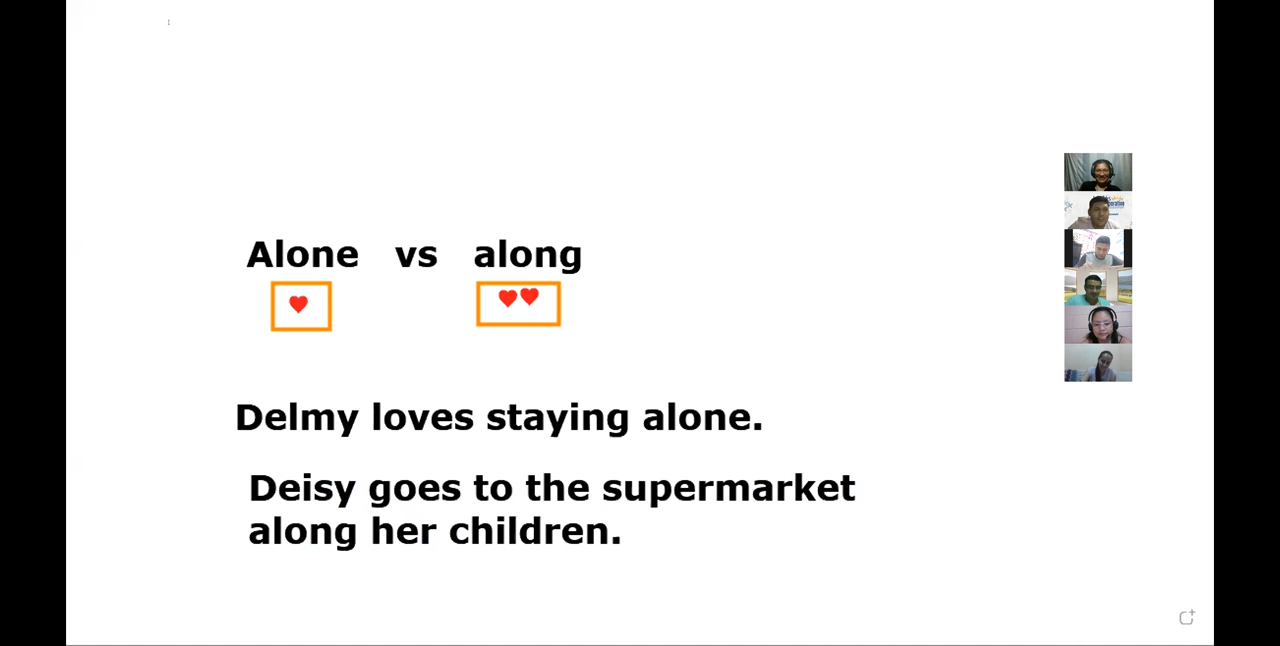 Alone vs along
Delmy loves staying alone.
Deisy goes to the supermarket
along her children.